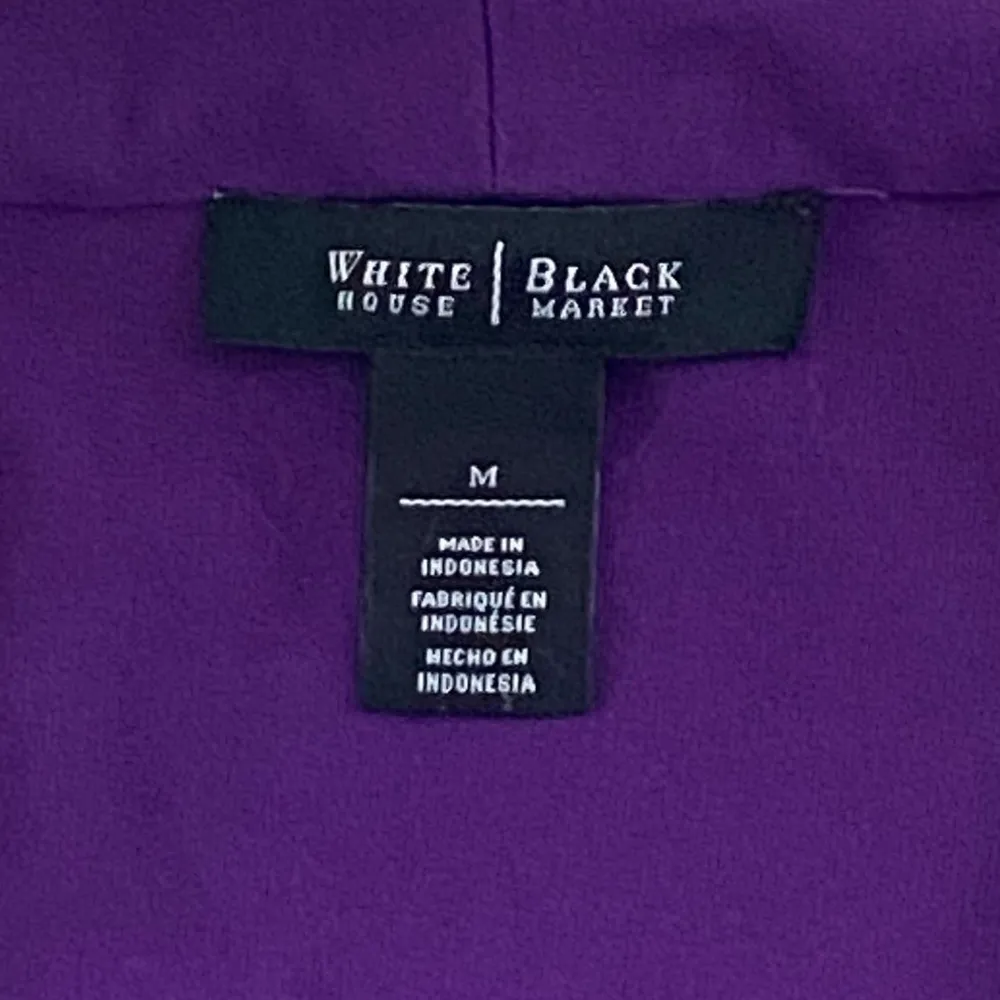 WHITE | BLACK
HOUSE | MARKET
M
MADE IN
INDONESIA
FABRIQUÉ EN
INDONÉSIE
HECHO EN
INDONESIA